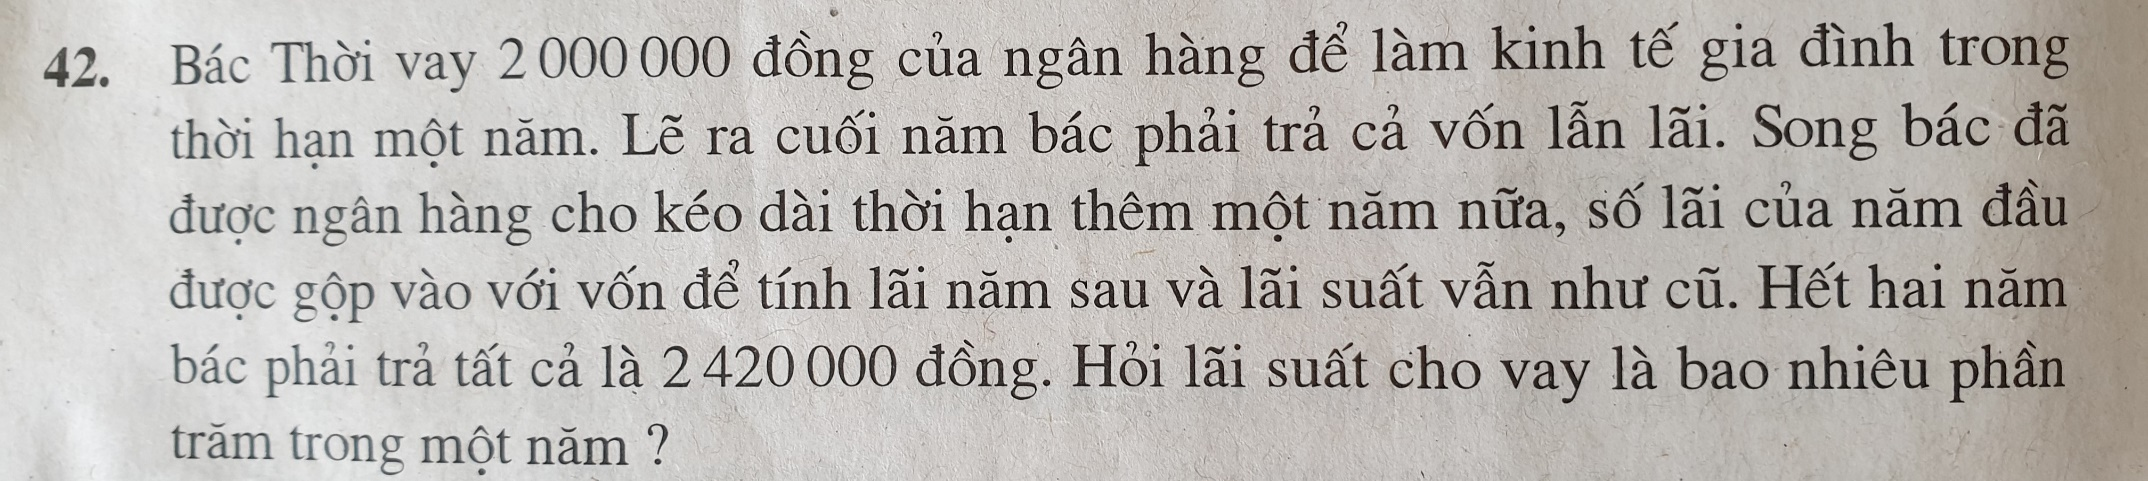 42. Bác Thời vay 2 000 000 đồng của ngân hàng để làm kinh tế gia đình trong
thời hạn một năm. Lẽ ra cuối năm bác phải trả cả vốn lẫn lãi. Song bác đã
được ngân hàng cho kéo dài thời hạn thêm một năm nữa, số lãi của năm đầu
được gộp vào với vốn để tính lãi năm sau và lãi suất vẫn như cũ. Hết hai năm
bác phải trả tất cả là 2 420 000 đồng. Hỏi lãi suất cho vay là bao nhiêu phần
trăm trong một năm ?